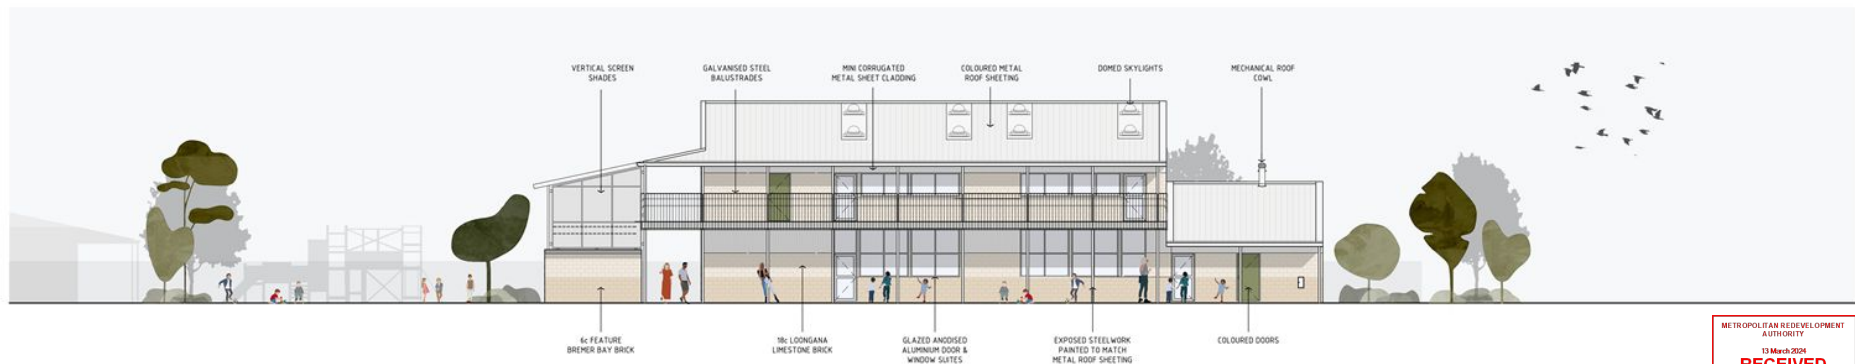 VERTICAL SCREEN
SHADES
GALVANISED STEEL
BALUSTRADES
MINI CORRUGATED
METAL SHEET CLADDING
COLOURED METAL
ROOF SHEETING
DOMED SKYLIGHTS
MECHANICAL ROOF
COWL
6c FEATURE
BREMER BAY BRICK
18c LOONGANA
LIMESTONE BRICK
GLAZED ANODISED
ALUMINIUM DOOR &
WINDOW SUITES
EXPOSED STEELWORK
PAINTED TO MATCH
METAL ROOF SHEETING
COLOURED DOORS
METROPOLITAN REDEVELOPMENT
AUTHORITY
13 March 2024
RECEIVED